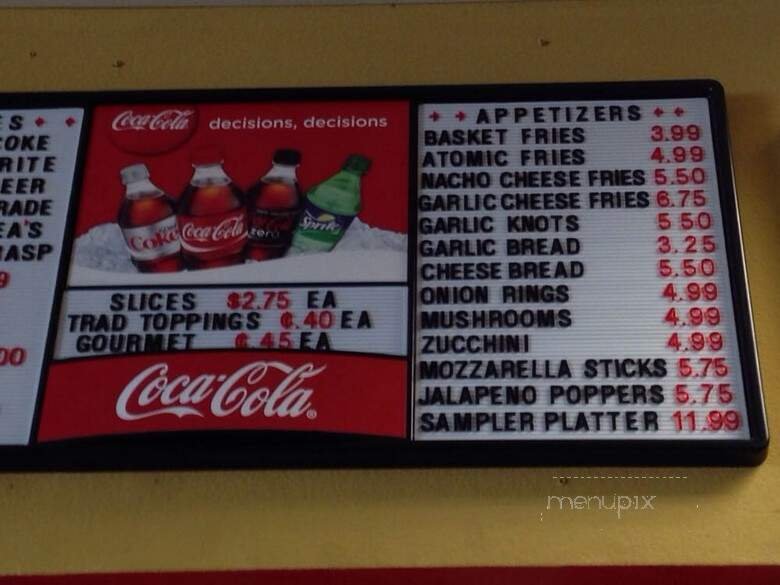 S
COKE
RITE
EER
RADE
EA'S
ASP
9
00
Coca-Cola decisions, decisions
Coke
Coca-Cola
zero
Sprite
SLICES $2.75 EA
TRAD TOPPINGS ¢.40 EA
GOURMET ¢.45 EA
Coca-Cola
APPETIZERS
BASKET FRIES 3.99
ATOMIC FRIES 4.99
NACHO CHEESE FRIES 5.50
GARLIC CHEESE FRIES 6.75
GARLIC KNOTS 5 50
GARLIC BREAD 3.25
CHEESE BREAD 5.50
ONION RINGS 4.99
MUSHROOMS 4.99
ZUCCHINI 4.99
MOZZARELLA STICKS 5.75
JALAPENO POPPERS 5.75
SAMPLER PLATTER 11.99
menupix